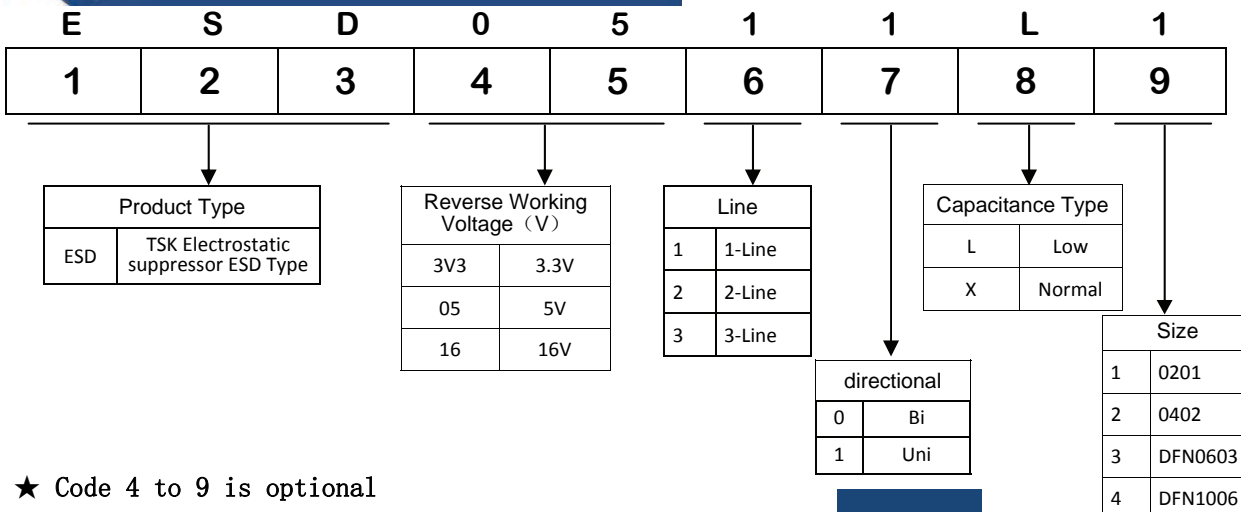 E S D 0 5 1 1 L 1
1 2 3 4 5 6 7 8 9
Product Type
ESD TSK Electrostatic
suppressor ESD Type
Reverse Working
Voltage（V）
3V3 3.3V
05 5V
16 16V
Line
1 1-Line
2 2-Line
3 3-Line
directional
0 Bi
1 Uni
Capacitance Type
L Low
X Normal
Size
1 0201
2 0402
3 DFN0603
4 DFN1006
★ Code 4 to 9 is optional